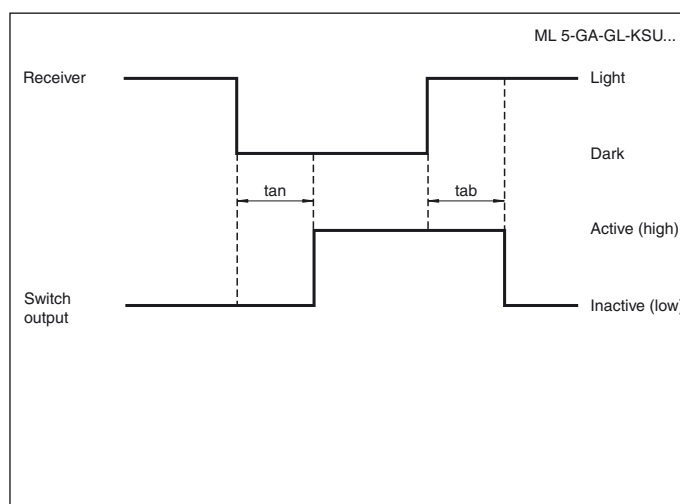 ML 5-GA-GL-KSU...
Receiver
Light
Dark
tan
tab
Active (high)
Switch
output
Inactive (low)